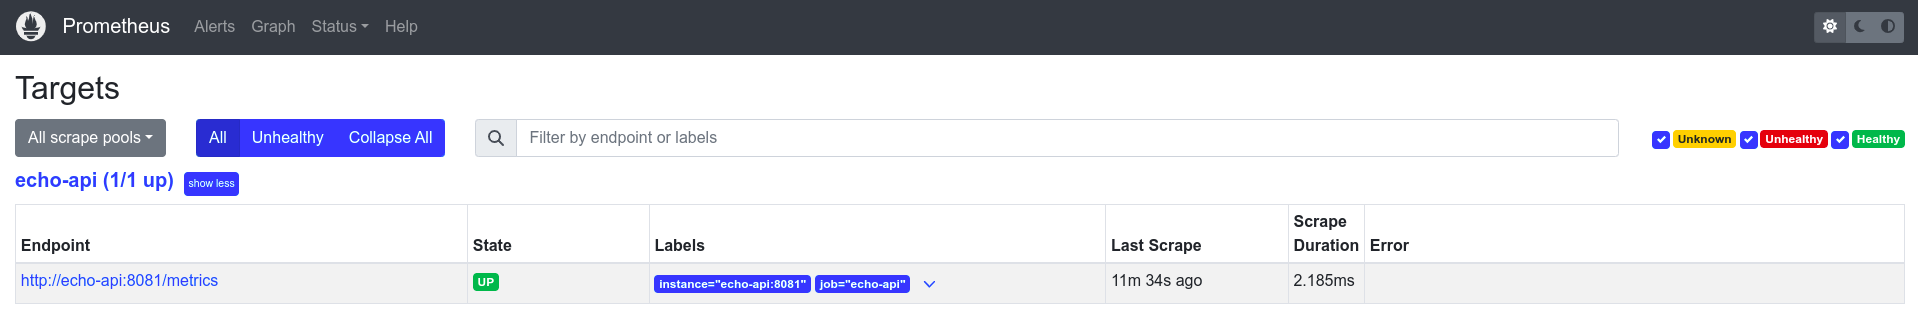 Prometheus Alerts Graph Status Help
Targets
All scrape pools All Unhealthy Collapse All Filter by endpoint or labels Unknown Unhealthy Healthy
echo-api (1/1 up) show less
Endpoint State Labels Last Scrape Scrape Duration Error
http://echo-api:8081/metrics UP instance="echo-api:8081" job="echo-api" 11m 34s ago 2.185ms